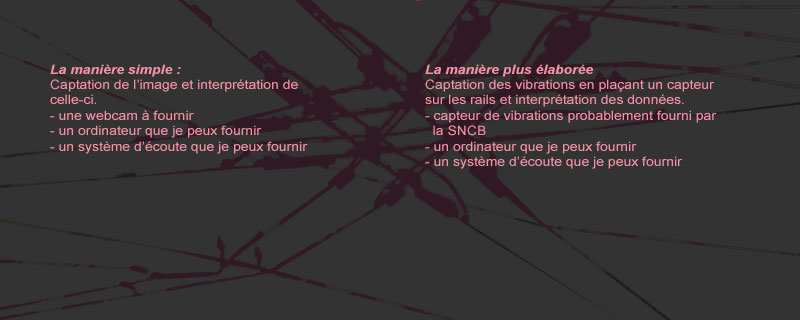 La manière simple :
Captation de l'image et interprétation de
celle-ci.
- une webcam à fournir
- un ordinateur que je peux fournir
- un système d'écoute que je peux fournir
La manière plus élaborée
Captation des vibrations en plaçant un capteur
sur les rails et interprétation des données.
- capteur de vibrations probablement fourni par
la SNCB
- un ordinateur que je peux fournir
- un système d'écoute que je peux fournir